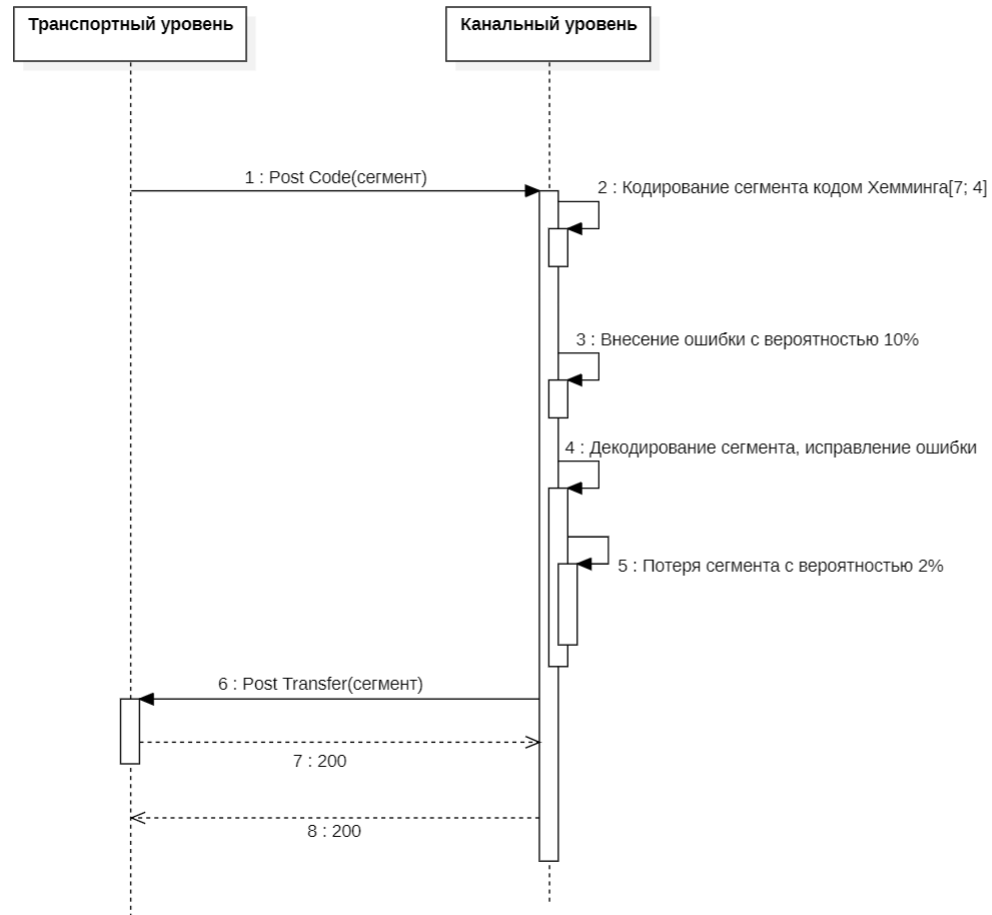 Транспортный уровень
Канальный уровень
1 : Post Code(сегмент)
2 : Кодирование сегмента кодом Хемминга[7; 4]
3 : Внесение ошибки с вероятностью 10%
4 : Декодирование сегмента, исправление ошибки
5 : Потеря сегмента с вероятностью 2%
6 : Post Transfer(сегмент)
7 : 200
8 : 200